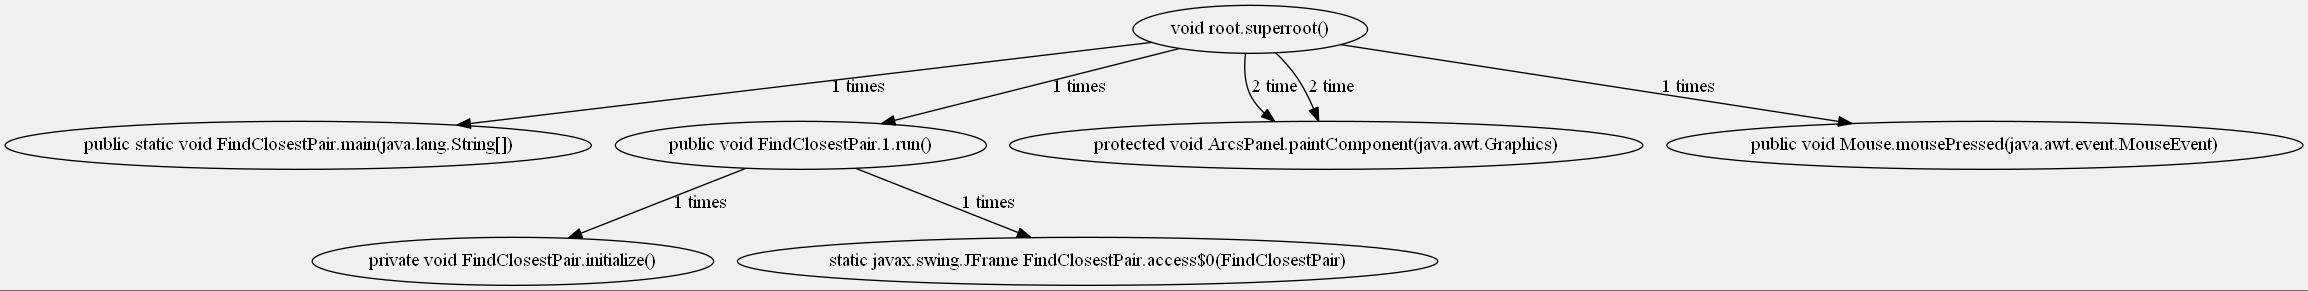 void root.superroot()
1 times
1 times
2 time
2 time
1 times
public static void FindClosestPair.main(java.lang.String[])
public void FindClosestPair.1.run()
protected void ArcsPanel.paintComponent(java.awt.Graphics)
public void Mouse.mousePressed(java.awt.event.MouseEvent)
1 times
1 times
private void FindClosestPair.initialize()
static javax.swing.JFrame FindClosestPair.access$0(FindClosestPair)